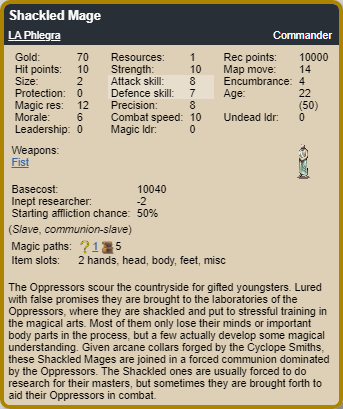 Shackled Mage
LA Phlegra Commander
Gold: 70 Resources: 1 Rec points: 10000
Hit points: 10 Strength: 10 Map move: 14
Size: 2 Attack skill: 8 Encumbrance: 4
Protection: 0 Defence skill: 7 Age: 22
Magic res: 12 Precision: 8 (50)
Morale: 6 Combat speed: 10 Undead ldr: 0
Leadership: 0 Magic ldr: 0
Weapons:
Fist
Basecost: 10040
Inept researcher: -2
Starting affliction chance: 50%
(Slave, communion-slave)
Magic paths: ? 1 5
Item slots: 2 hands, head, body, feet, misc
The Oppressors scour the countryside for gifted youngsters. Lured
with false promises they are brought to the laboratories of the
Oppressors, where they are shackled and put to stressful training in
the magical arts. Most of them only lose their minds or important
body parts in the process, but a few actually develop some magical
understanding. Given arcane collars forged by the Cyclope Smiths,
these Shackled Mages are joined in a forced communion dominated
by the Oppressors. The Shackled ones are usually forced to do
research for their masters, but sometimes they are brought forth to
aid their Oppressors in combat.